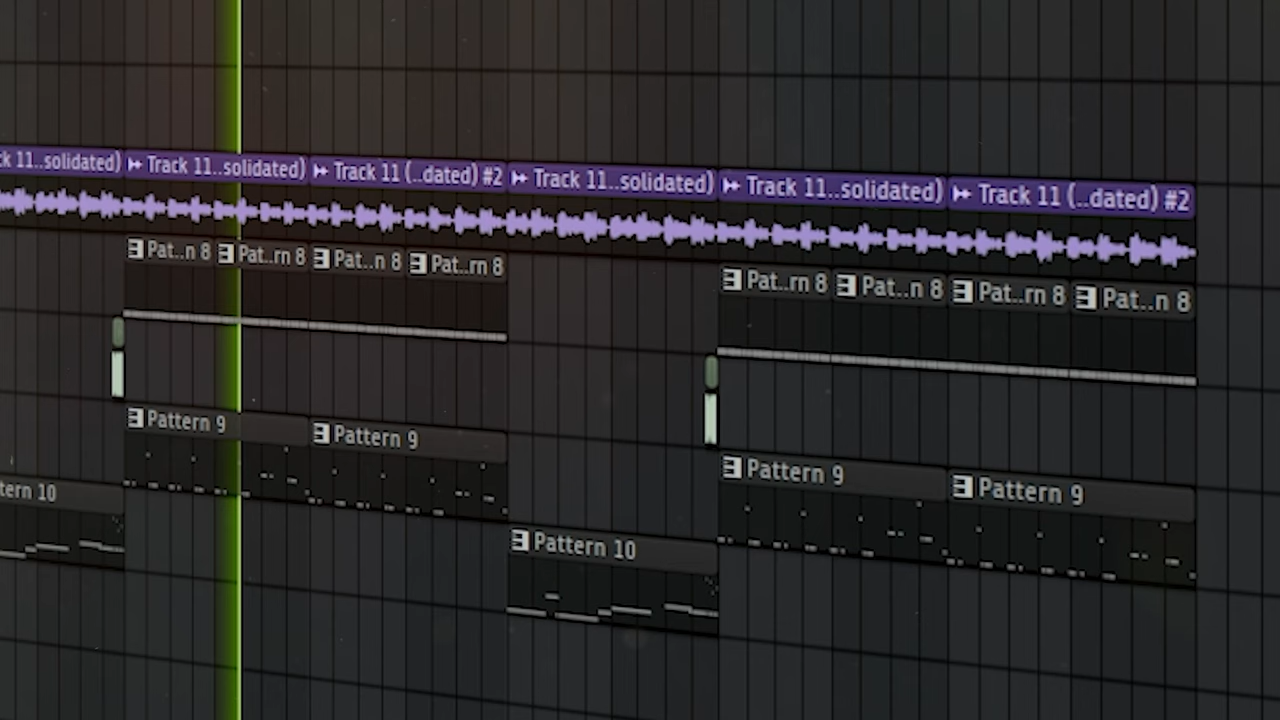 k 11..solidated) Track 11..solidated) Track 11 (..dated) #2 Track 11..solidated) Track 11..solidated) Track 11 (..dated) #2
Pat..n 8 Pat..rn 8 Pat..n 8 Pat..rn 8 Pat..rn 8 Pat..n 8 Pat..rn 8 Pat..n 8
Pattern 9 Pattern 9 Pattern 9 Pattern 9
tern 10 Pattern 10